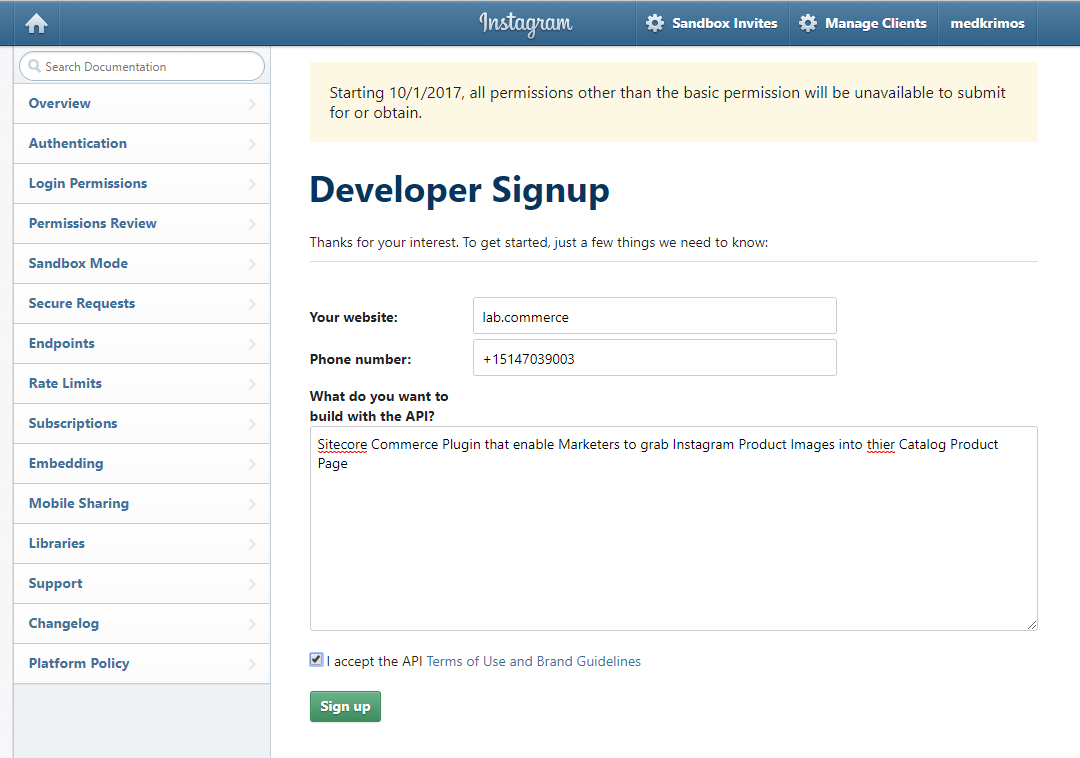 Instagram
Sandbox Invites
Manage Clients
medkrimos
Search Documentation
Overview
Authentication
Login Permissions
Permissions Review
Sandbox Mode
Secure Requests
Endpoints
Rate Limits
Subscriptions
Embedding
Mobile Sharing
Libraries
Support
Changelog
Platform Policy
Starting 10/1/2017, all permissions other than the basic permission will be unavailable to submit
for or obtain.
Developer Signup
Thanks for your interest. To get started, just a few things we need to know:
Your website:
lab.commerce
Phone number:
+15147039003
What do you want to
build with the API?
Sitecore Commerce Plugin that enable Marketers to grab Instagram Product Images into thier Catalog Product
Page
I accept the API Terms of Use and Brand Guidelines
Sign up